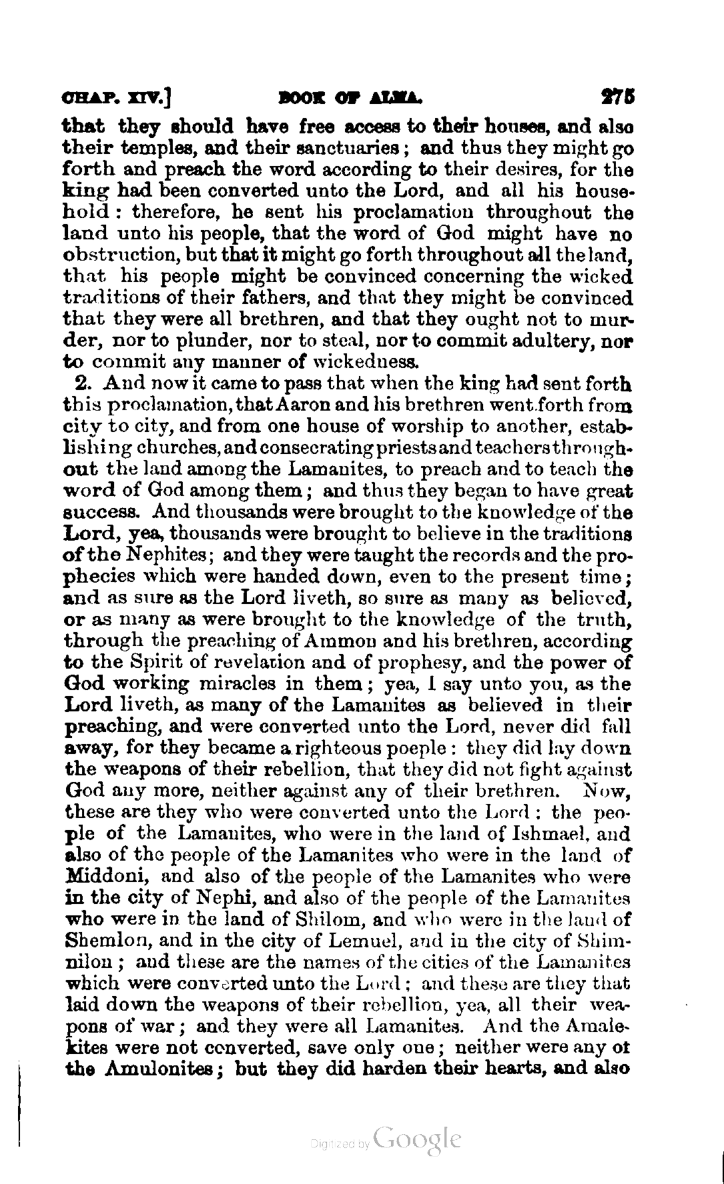 CHAP. XIV.] BOOK OF ALMA. 275
that they should have free access to their houses, and also
their temples, and their sanctuaries; and thus they might go
forth and preach the word according to their desires, for the
king had been converted unto the Lord, and all his house-
hold: therefore, he sent his proclamation throughout the
land unto his people, that the word of God might have no
obstruction, but that it might go forth throughout all the land,
that his people might be convinced concerning the wicked
traditions of their fathers, and that they might be convinced
that they were all brethren, and that they ought not to mur-
der, nor to plunder, nor to steal, nor to commit adultery, nor
to commit any manner of wickedness.
2. And now it came to pass that when the king had sent forth
this proclamation, that Aaron and his brethren went forth from
city to city, and from one house of worship to another, estab-
lishing churches, and consecrating priests and teachers through-
out the land among the Lamanites, to preach and to teach the
word of God among them; and thus they began to have great
success. And thousands were brought to the knowledge of the
Lord, yea, thousands were brought to believe in the traditions
of the Nephites; and they were taught the records and the pro-
phecies which were handed down, even to the present time;
and as sure as the Lord liveth, so sure as many as believed,
or as many as were brought to the knowledge of the truth,
through the preaching of Ammon and his brethren, according
to the Spirit of revelation and of prophesy, and the power of
God working miracles in them; yea, I say unto you, as the
Lord liveth, as many of the Lamanites as believed in their
preaching, and were converted unto the Lord, never did fall
away, for they became a righteous poeple: they did lay down
the weapons of their rebellion, that they did not fight against
God any more, neither against any of their brethren. Now,
these are they who were converted unto the Lord: the peo-
ple of the Lamanites, who were in the land of Ishmael, and
also of the people of the Lamanites who were in the land of
Middoni, and also of the people of the Lamanites who were
in the city of Nephi, and also of the people of the Lamanites
who were in the land of Shilom, and who were in the land of
Shemlon, and in the city of Lemuel, and in the city of Shim-
nilon; and these are the names of the cities of the Lamanites
which were converted unto the Lord; and these are they that
laid down the weapons of their rebellion, yea, all their wea-
pons of war; and they were all Lamanites. And the Amale-
kites were not converted, save only one; neither were any of
the Amulonites; but they did harden their hearts, and also
Digitized by Google